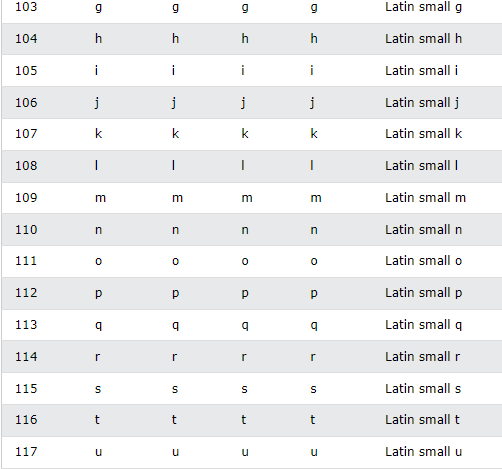 103 g g g g Latin small g
104 h h h h Latin small h
105 i i i i Latin small i
106 j j j j Latin small j
107 k k k k Latin small k
108 l l l l Latin small l
109 m m m m Latin small m
110 n n n n Latin small n
111 o o o o Latin small o
112 p p p p Latin small p
113 q q q q Latin small q
114 r r r r Latin small r
115 s s s s Latin small s
116 t t t t Latin small t
117 u u u u Latin small u